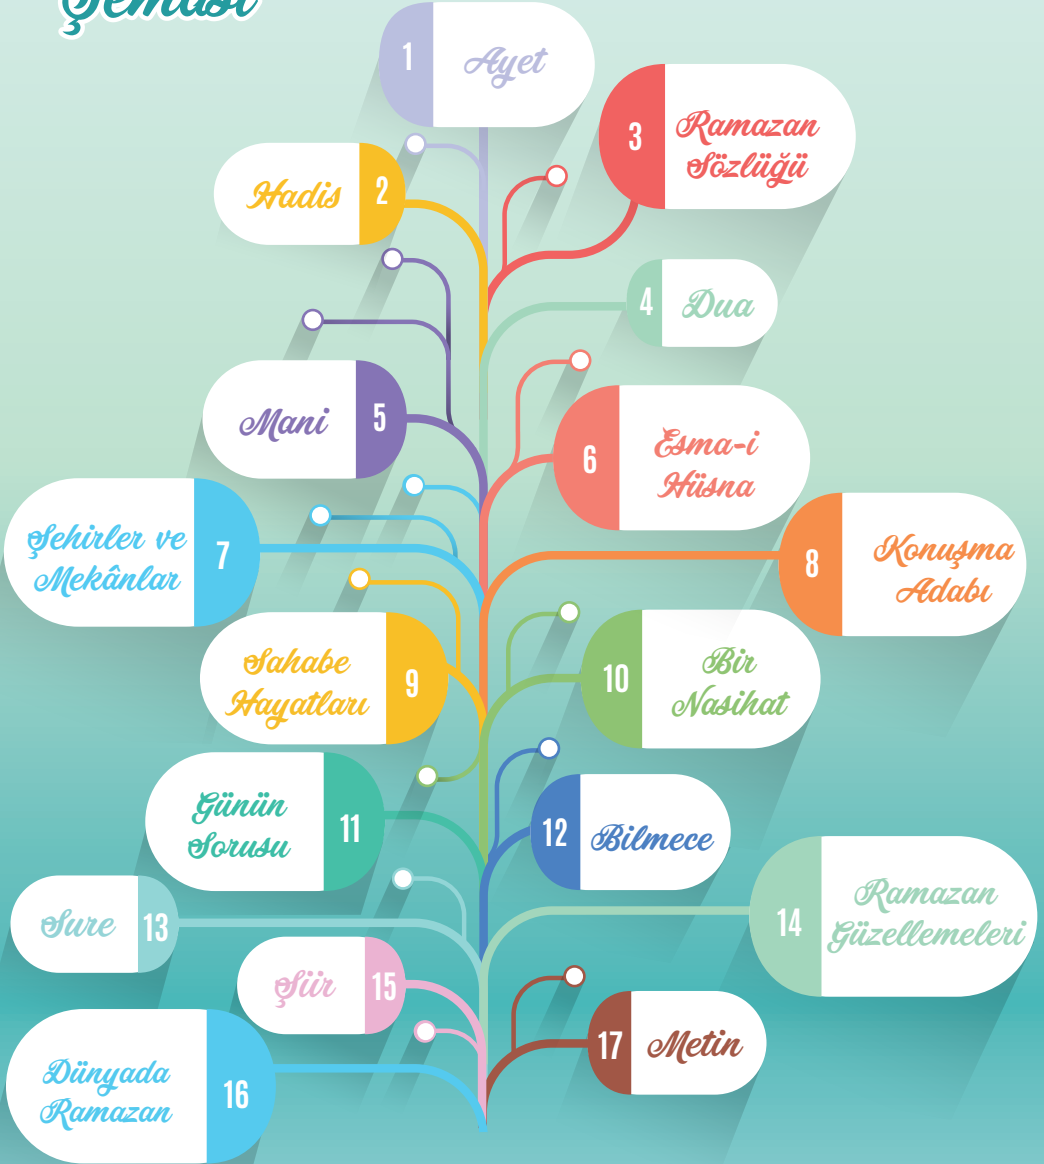 Şeması
1
Ayet
2
Hadis
3
Ramazan
Sözlüğü
4
Dua
5
Mani
6
Esma-i
Hüsna
7
Şehirler ve
Mekânlar
8
Konuşma
Adabı
9
Sahabe
Hayatları
10
Bir
Nasihat
11
Günün
Sorusu
12
Bilmece
13
Sure
14
Ramazan
Güzellemeleri
15
Şiir
16
Dünyada
Ramazan
17
Metin